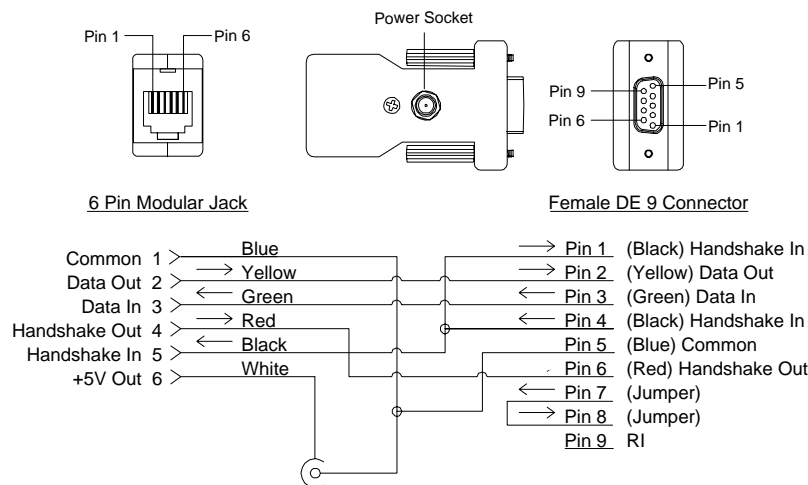 Power Socket
Pin 1
Pin 6
Pin 9
Pin 5
Pin 6
Pin 1
6 Pin Modular Jack
Female DE 9 Connector
Common 1 Blue Pin 1 (Black) Handshake In
Data Out 2 Yellow Pin 2 (Yellow) Data Out
Data In 3 Green Pin 3 (Green) Data In
Handshake Out 4 Red Pin 4 (Black) Handshake In
Handshake In 5 Black Pin 5 (Blue) Common
+5V Out 6 White Pin 6 (Red) Handshake Out
Pin 7 (Jumper)
Pin 8 (Jumper)
Pin 9 RI